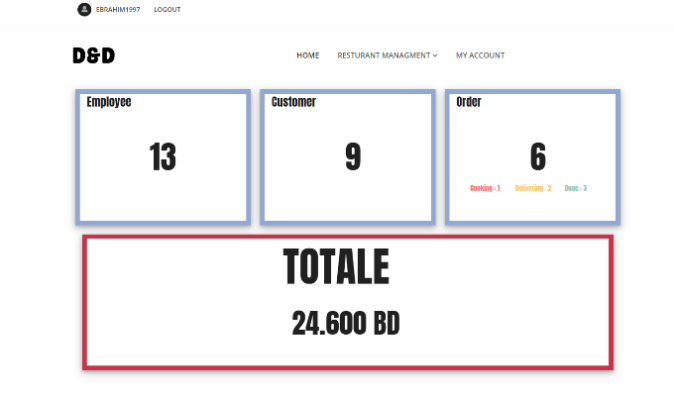 EBRAHIM1997 LOGOUT
D&D HOME RESTURANT MANAGMENT MY ACCOUNT
Employee Customer Order
13 9 6
Cooking : 1 Delivering : 2 Done : 3
TOTALE
24.600 BD